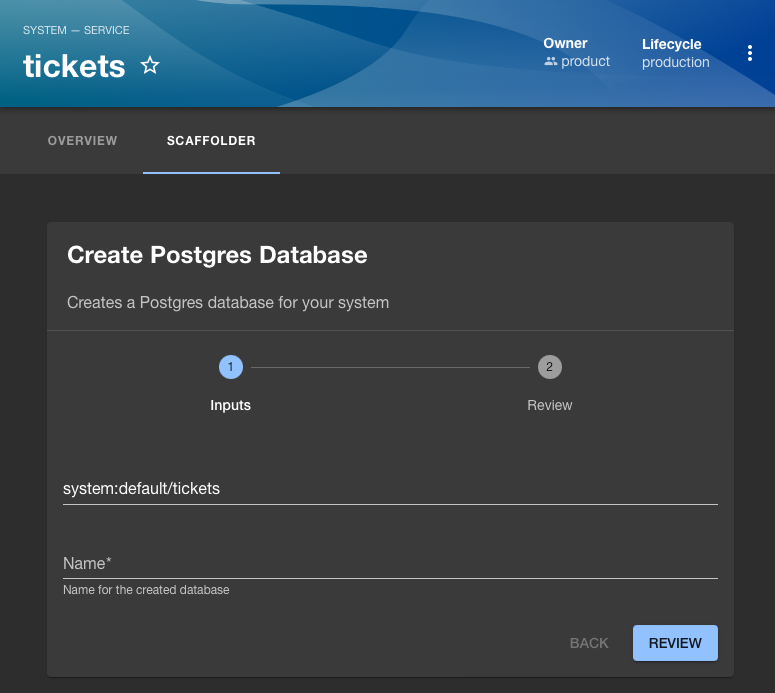 SYSTEM — SERVICE
tickets
Owner
product
Lifecycle
production
OVERVIEW
SCAFFOLDER
Create Postgres Database
Creates a Postgres database for your system
1
2
Inputs
Review
system:default/tickets
Name*
Name for the created database
BACK
REVIEW